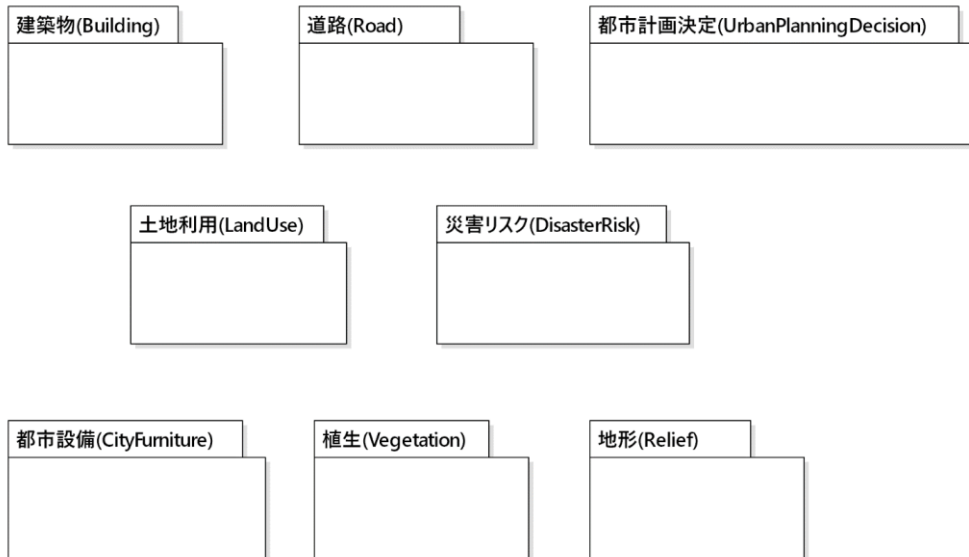 建築物(Building)
道路(Road)
都市計画決定(UrbanPlanningDecision)
土地利用(LandUse)
災害リスク(DisasterRisk)
都市設備(CityFurniture)
植生(Vegetation)
地形(Relief)